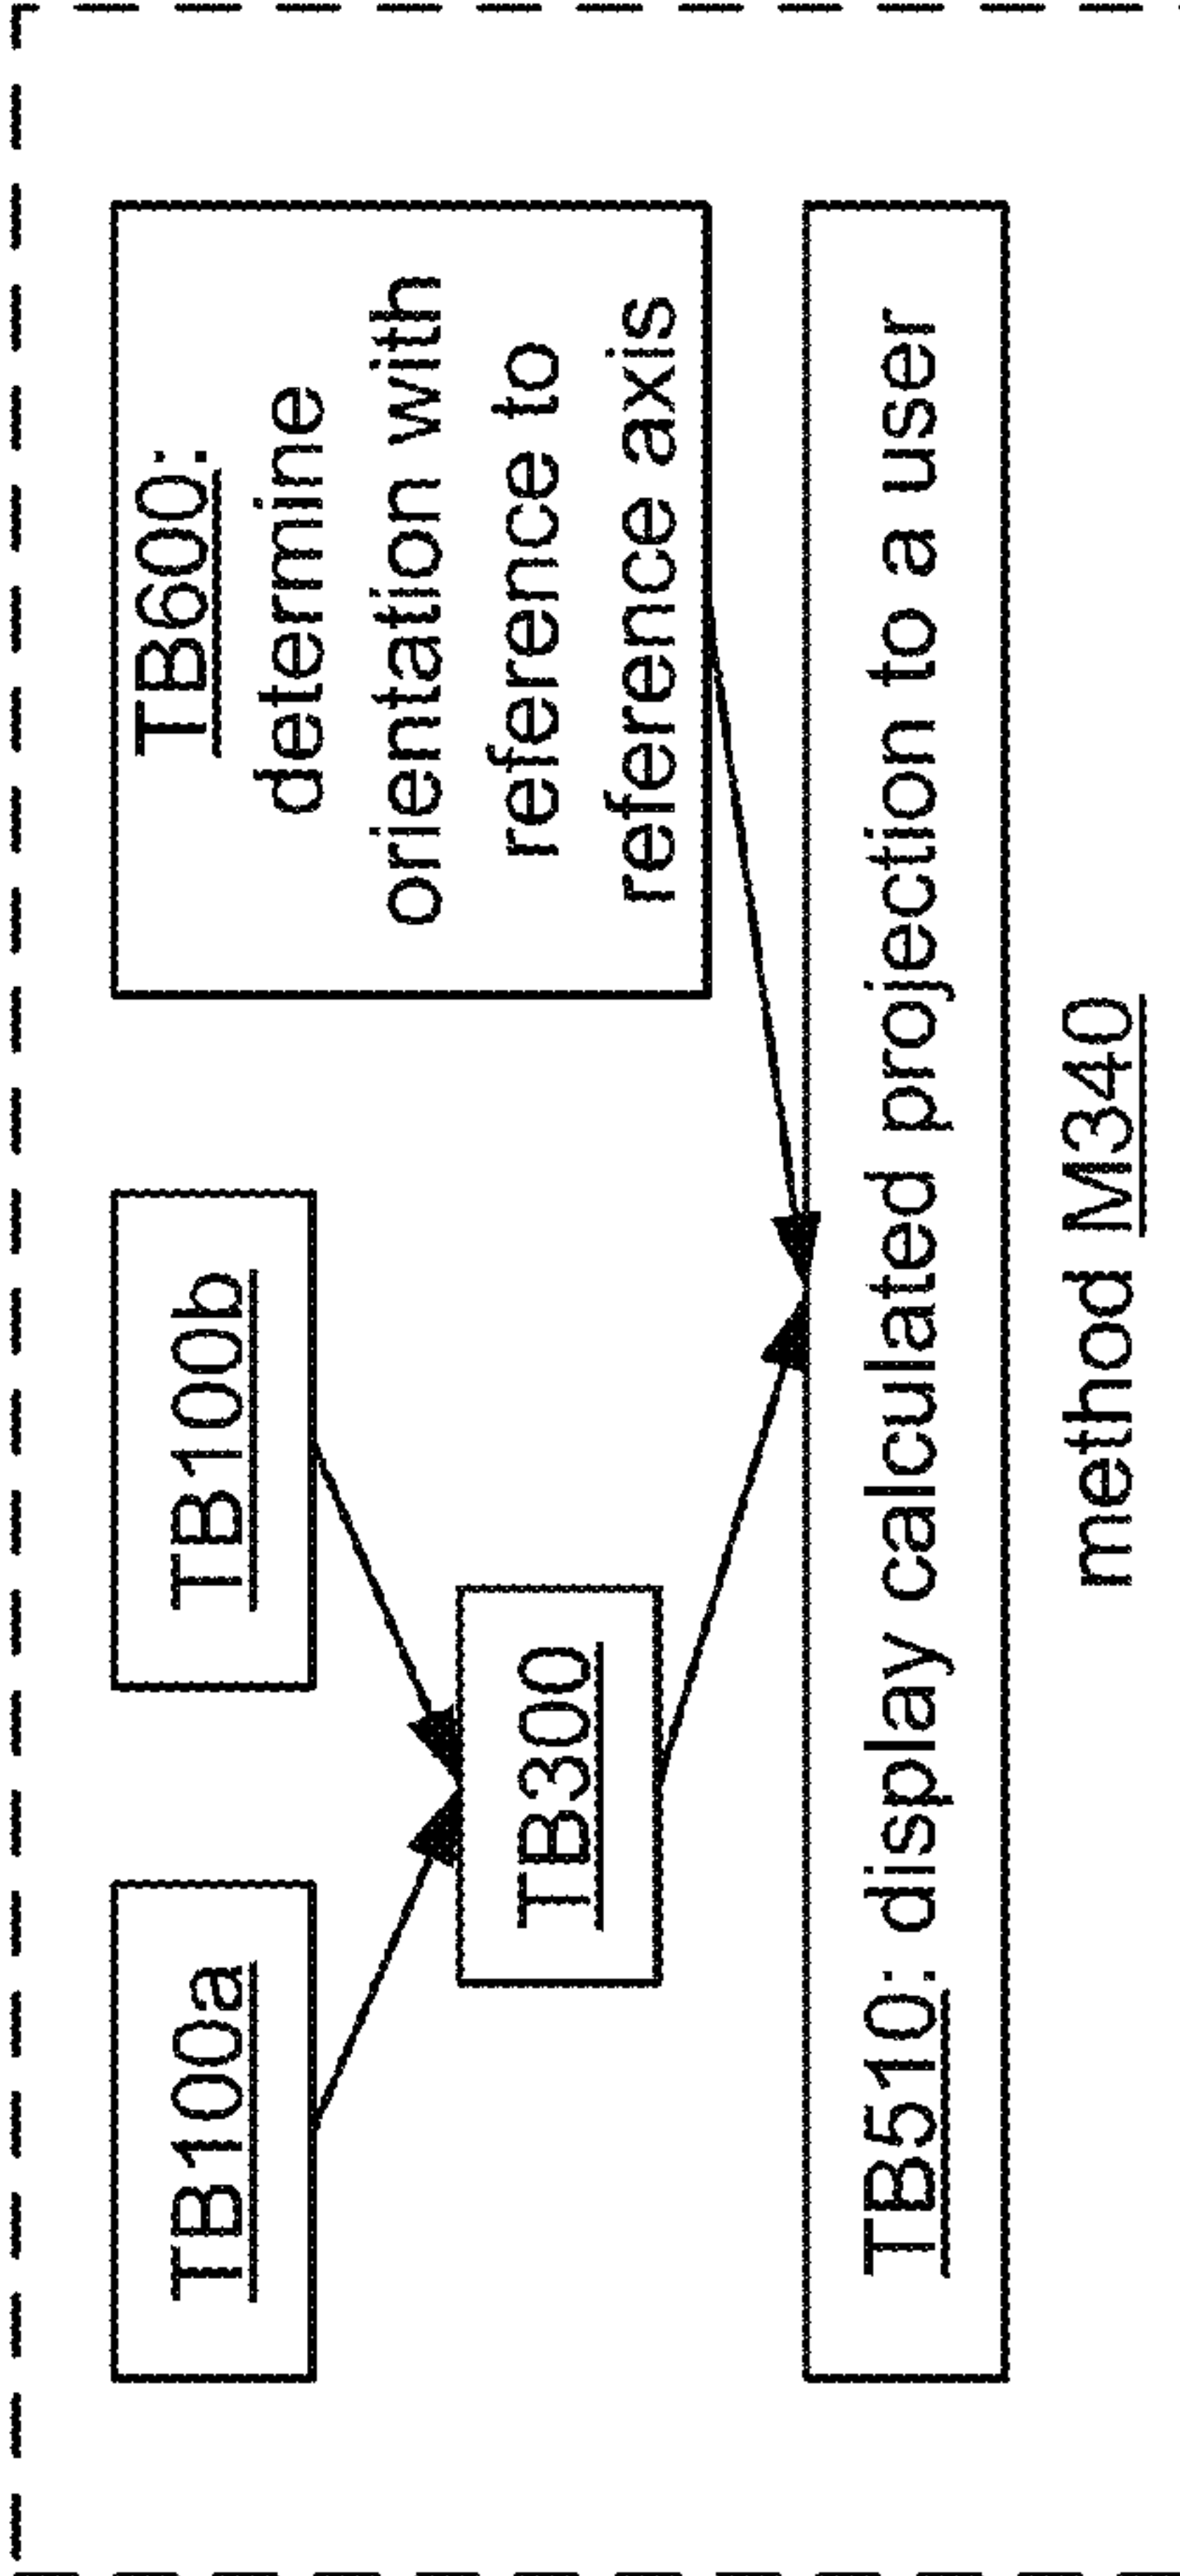 TB100a
TB100b
TB600:
determine
orientation with
reference to
reference axis
TB300
TB510: display calculated projection to a user
method M340